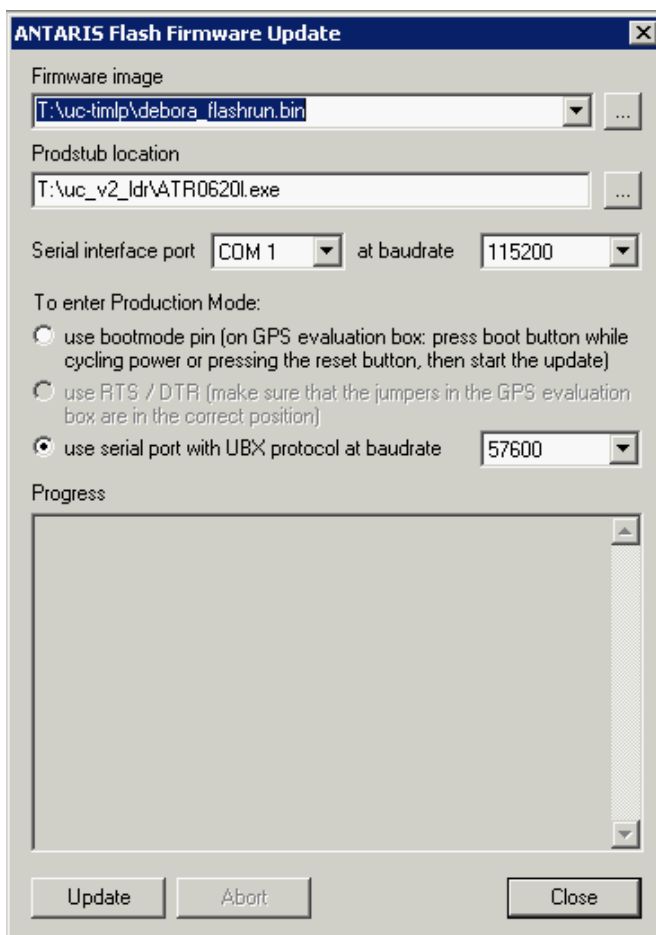 ANTARIS Flash Firmware Update
Firmware image
T:\uc-timlp\debora_flashrun.bin
...
Prodstub location
T:\uc_v2_ldr\ATR0620l.exe
...
Serial interface port COM 1 at baudrate 115200
To enter Production Mode:
use bootmode pin (on GPS evaluation box: press boot button while
cycling power or pressing the reset button, then start the update)
use RTS / DTR (make sure that the jumpers in the GPS evaluation
box are in the correct position)
use serial port with UBX protocol at baudrate 57600
Progress
Update Abort Close